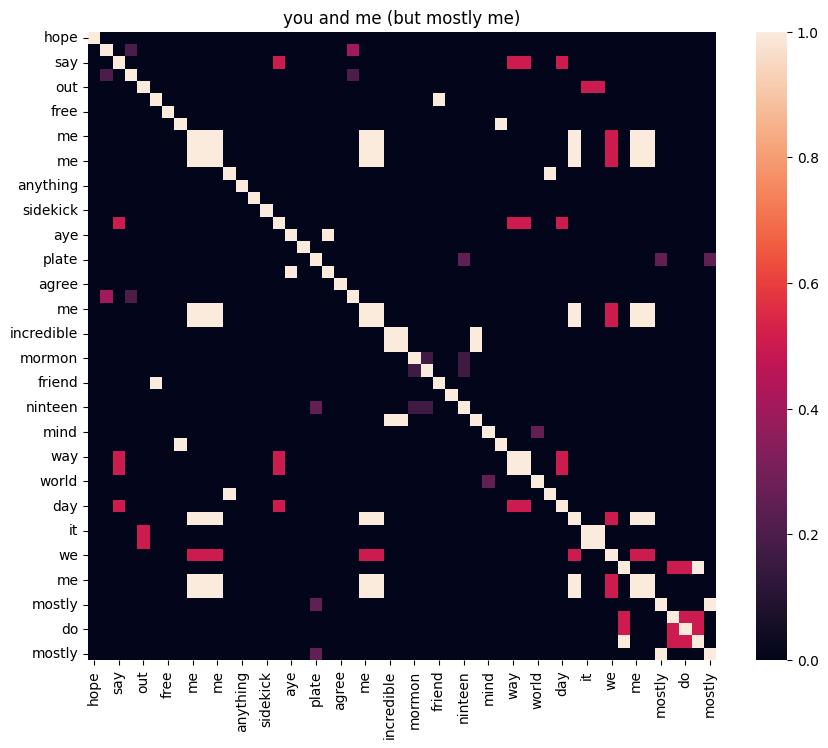 you and me (but mostly me)
hope
say
out
free
me
me
anything
sidekick
aye
plate
agree
me
incredible
mormon
friend
ninteen
mind
way
world
day
it
we
me
mostly
do
mostly
hope
say
out
free
me
me
anything
sidekick
aye
plate
agree
me
incredible
mormon
friend
ninteen
mind
way
world
day
it
we
me
mostly
do
mostly
1.0
0.8
0.6
0.4
0.2
0.0